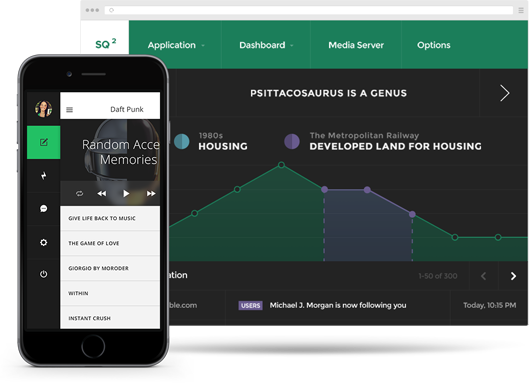 SQ 2
Application
Dashboard
Media Server
Options
PSITTACOSAURUS IS A GENUS
1980s
HOUSING
The Metropolitan Railway
DEVELOPED LAND FOR HOUSING
ation
1-50 of 300
ble.com
USERS
Michael J. Morgan is now following you
Today, 10:15 PM
Daft Punk
Random Acce
Memories
GIVE LIFE BACK TO MUSIC
THE GAME OF LOVE
GIORGIO BY MORODER
WITHIN
INSTANT CRUSH